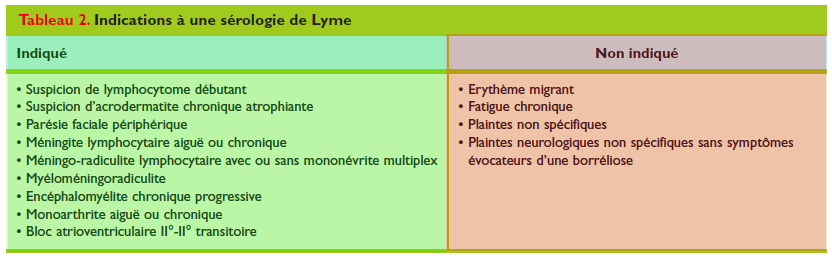 Tableau 2. Indications à une sérologie de Lyme
Indiqué
• Suspicion de lymphocytome débutant
• Suspicion d’acrodermatite chronique atrophiante
• Parésie faciale périphérique
• Méningite lymphocytaire aiguë ou chronique
• Méningo-radiculite lymphocytaire avec ou sans mononévrite multiplex
• Myéloméningoradiculite
• Encéphalomyélite chronique progressive
• Monoarthrite aiguë ou chronique
• Bloc atrioventriculaire II°-II° transitoire
Non indiqué
• Erythème migrant
• Fatigue chronique
• Plaintes non spécifiques
• Plaintes neurologiques non spécifiques sans symptômes
évocateurs d’une borréliose